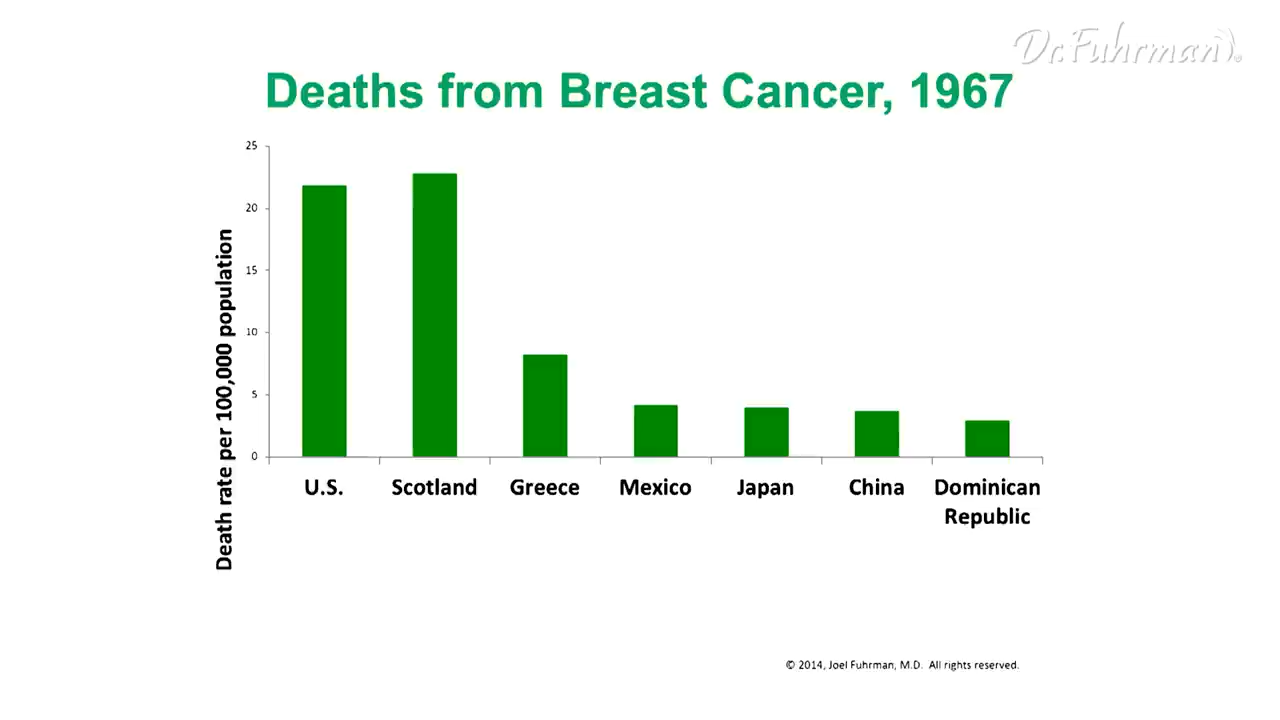 Dr. Fuhrman
Deaths from Breast Cancer, 1967
Death rate per 100,000 population
25
20
15
10
5
0
U.S.
Scotland
Greece
Mexico
Japan
China
Dominican
Republic
© 2014, Joel Fuhrman, M.D. All rights reserved.